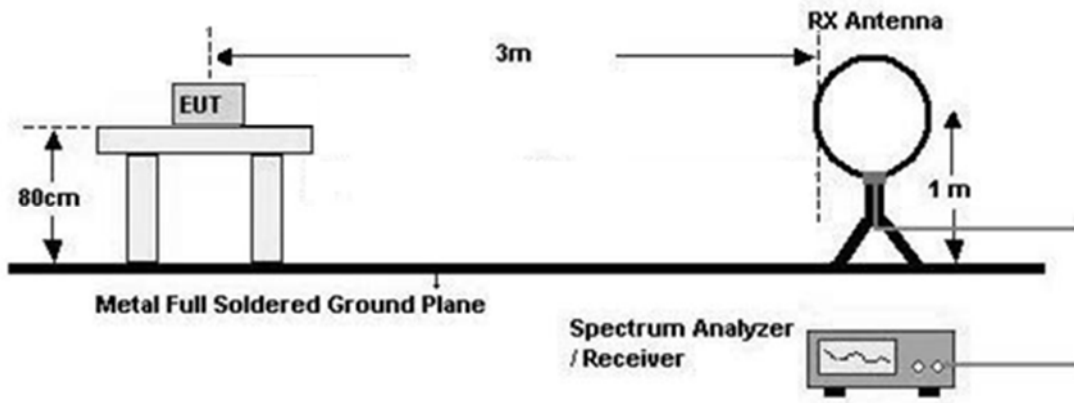 RX Antenna
3m
EUT
80cm
1 m
Metal Full Soldered Ground Plane
Spectrum Analyzer
/ Receiver